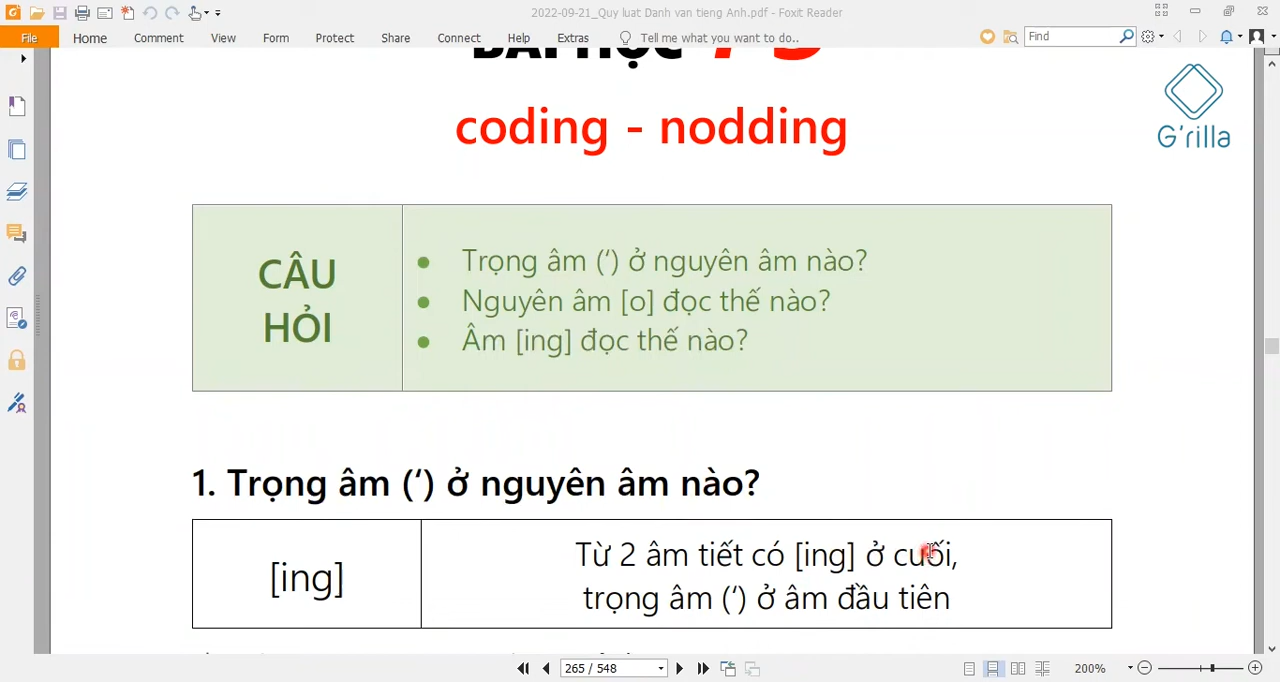 2022-09-21_Quy luat Danh van tieng Anh.pdf - Foxit Reader
File Home Comment View Form Protect Share Connect Help Extras Tell me what you want to do.. Find
BÀI HỌC
coding - nodding
G'rilla
CÂU
HỎI
Trọng âm (‘) ở nguyên âm nào?
Nguyên âm [o] đọc thế nào?
Âm [ing] đọc thế nào?
1. Trọng âm (‘) ở nguyên âm nào?
[ing]
Từ 2 âm tiết có [ing] ở cuối,
trọng âm (‘) ở âm đầu tiên
265 / 548
200%